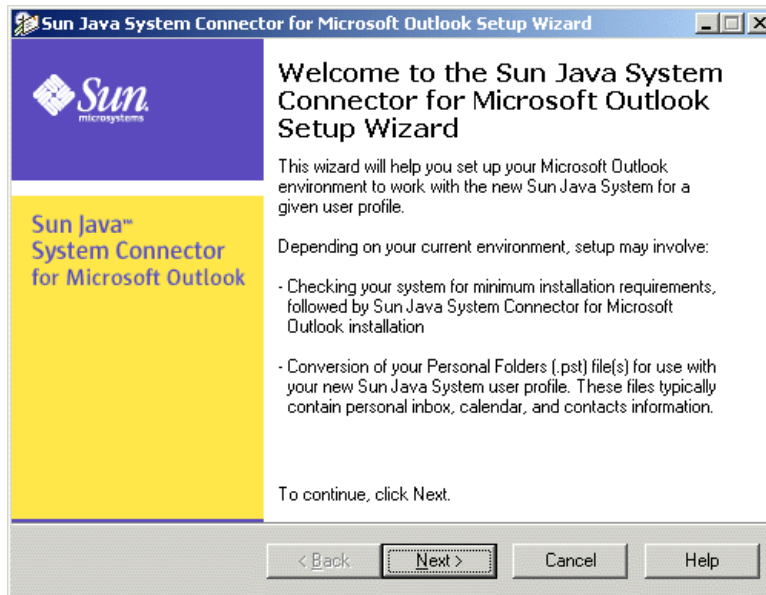 Sun Java System Connector for Microsoft Outlook Setup Wizard
Sun
microsystems
Sun Java™
System Connector
for Microsoft Outlook
Welcome to the Sun Java System
Connector for Microsoft Outlook
Setup Wizard
This wizard will help you set up your Microsoft Outlook
environment to work with the new Sun Java System for a
given user profile.
Depending on your current environment, setup may involve:
- Checking your system for minimum installation requirements,
followed by Sun Java System Connector for Microsoft
Outlook installation
- Conversion of your Personal Folders (.pst) file(s) for use with
your new Sun Java System user profile. These files typically
contain personal inbox, calendar, and contacts information.
To continue, click Next.
< Back
Next >
Cancel
Help